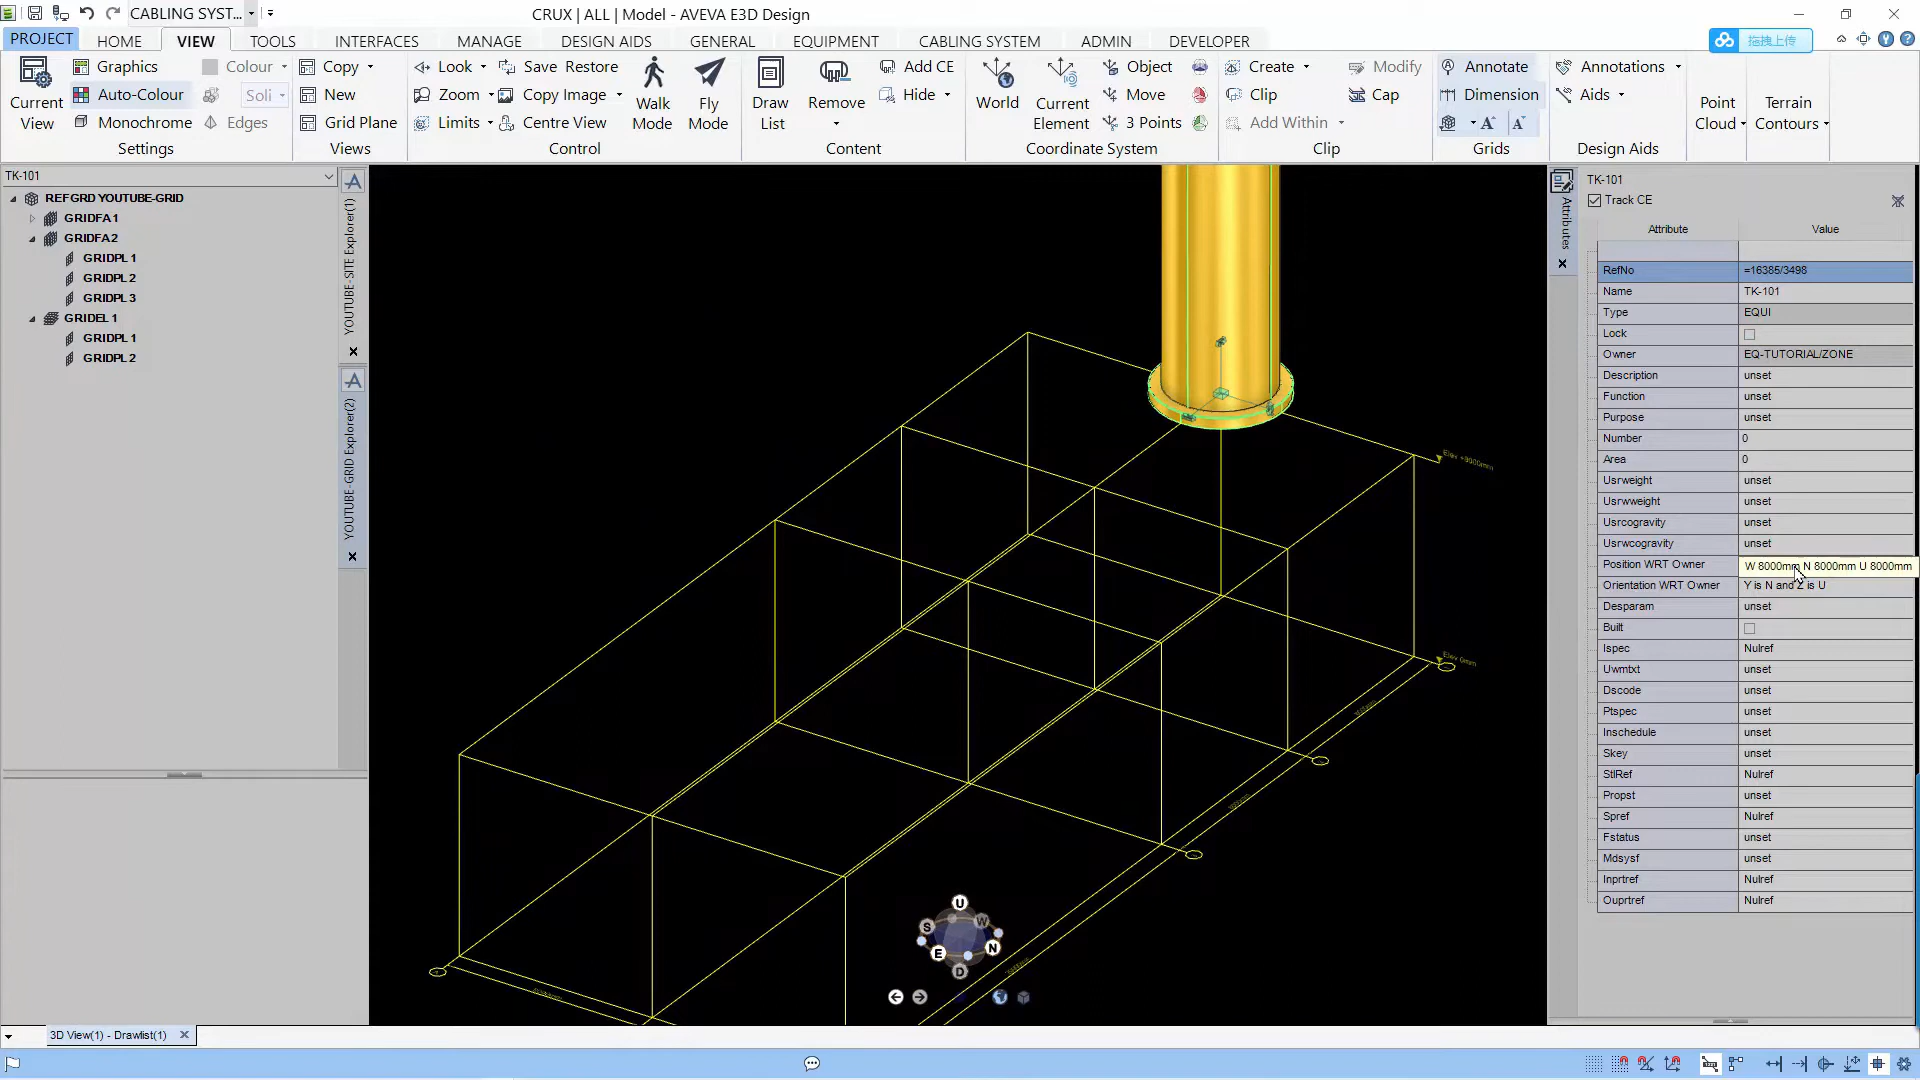 CABLING SYST...
CRUX | ALL | Model - AVEVA E3D Design
PROJECT
HOME
VIEW
TOOLS
INTERFACES
MANAGE
DESIGN AIDS
GENERAL
EQUIPMENT
CABLING SYSTEM
ADMIN
DEVELOPER
拖拽上传
Current View
Graphics
Colour
Auto-Colour
Soli
Monochrome
Edges
Settings
Copy
New
Grid Plane
Views
Look
Save
Restore
Zoom
Copy Image
Limits
Centre View
Walk Mode
Fly Mode
Control
Draw List
Remove
Add CE
Hide
Content
World
Current Element
Object
Move
3 Points
Coordinate System
Create
Modify
Clip
Cap
Add Within
Clip
Annotate
Dimension
Grids
Annotations
Aids
Design Aids
Point Cloud
Terrain Contours
TK-101
REFGRD YOUTUBE-GRID
GRIDFA 1
GRIDFA 2
GRIDPL 1
GRIDPL 2
GRIDPL 3
GRIDEL 1
GRIDPL 1
GRIDPL 2
YOUTUBE-SITE Explorer(1)
YOUTUBE-GRID Explorer(2)
Elev +8000mm
Elev 0mm
U
S
W
E
N
D
Attributes
TK-101
Track CE
Attribute Value
RefNo =16385/3498
Name TK-101
Type EQUI
Lock
Owner EQ-TUTORIAL/ZONE
Description unset
Function unset
Purpose unset
Number 0
Area 0
Usrweight unset
Usrwweight unset
Usrcogravity unset
Usrwcogravity unset
Position WRT Owner W 8000mm N 8000mm U 8000mm
Orientation WRT Owner Y is N and Z is U
Desparam unset
Built
Ispec Nulref
Uwmtxt unset
Dscode unset
Ptspec unset
Inschedule unset
Skey unset
StlRef Nulref
Propst unset
Spref Nulref
Fstatus unset
Mdsysf unset
Inprtref Nulref
Ouprtref Nulref
3D View(1) - Drawlist(1)